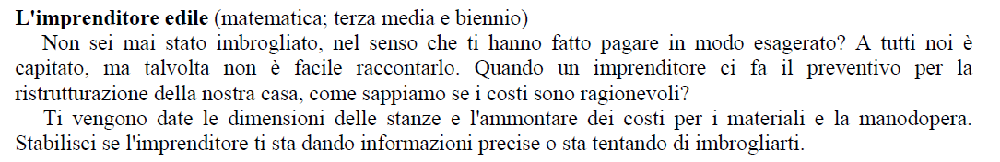 L'imprenditore edile (matematica; terza media e biennio)
Non sei mai stato imbrogliato, nel senso che ti hanno fatto pagare in modo esagerato? A tutti noi è
capitato, ma talvolta non è facile raccontarlo. Quando un imprenditore ci fa il preventivo per la
ristrutturazione della nostra casa, come sappiamo se i costi sono ragionevoli?
Ti vengono date le dimensioni delle stanze e l'ammontare dei costi per i materiali e la manodopera.
Stabilisci se l'imprenditore ti sta dando informazioni precise o sta tentando di imbrogliarti.